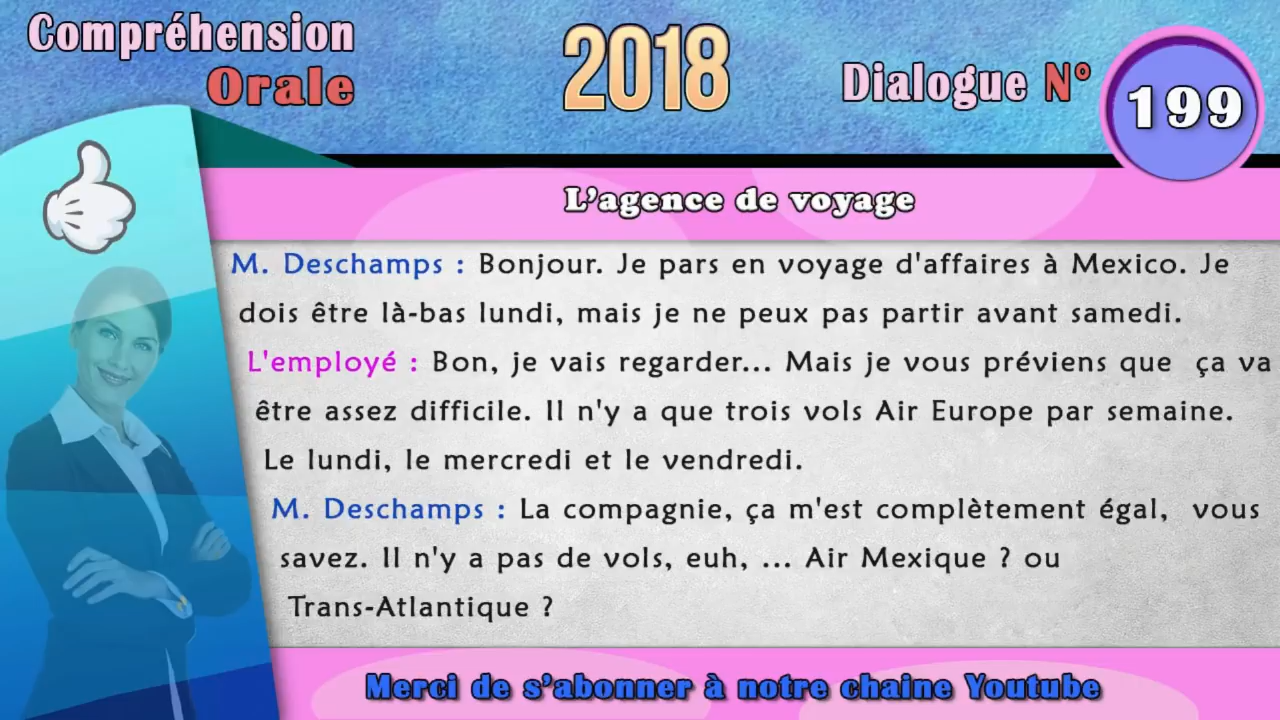 Compréhension
Orale
2018
Dialogue N°
199
L'agence de voyage
M. Deschamps : Bonjour. Je pars en voyage d'affaires à Mexico. Je
dois être là-bas lundi, mais je ne peux pas partir avant samedi.
L'employé : Bon, je vais regarder... Mais je vous préviens que ça va
être assez difficile. Il n'y a que trois vols Air Europe par semaine.
Le lundi, le mercredi et le vendredi.
M. Deschamps : La compagnie, ça m'est complètement égal, vous
savez. Il n'y a pas de vols, euh, ... Air Mexique ? ou
Trans-Atlantique ?
Merci de s'abonner à notre chaine Youtube